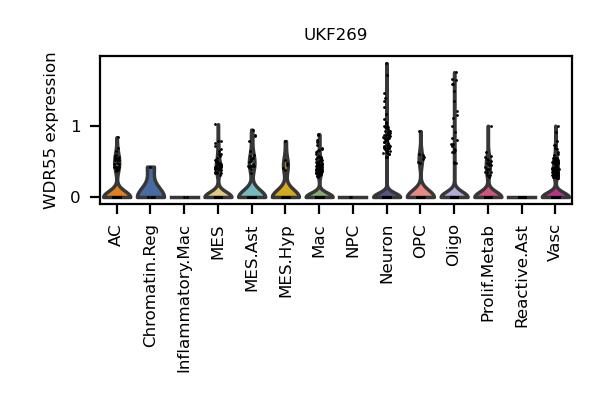 UKF269
WDR55 expression
1
0
AC
Chromatin.Reg
Inflammatory.Mac
MES
MES.Ast
MES.Hyp
Mac
NPC
Neuron
OPC
Oligo
Prolif.Metab
Reactive.Ast
Vasc